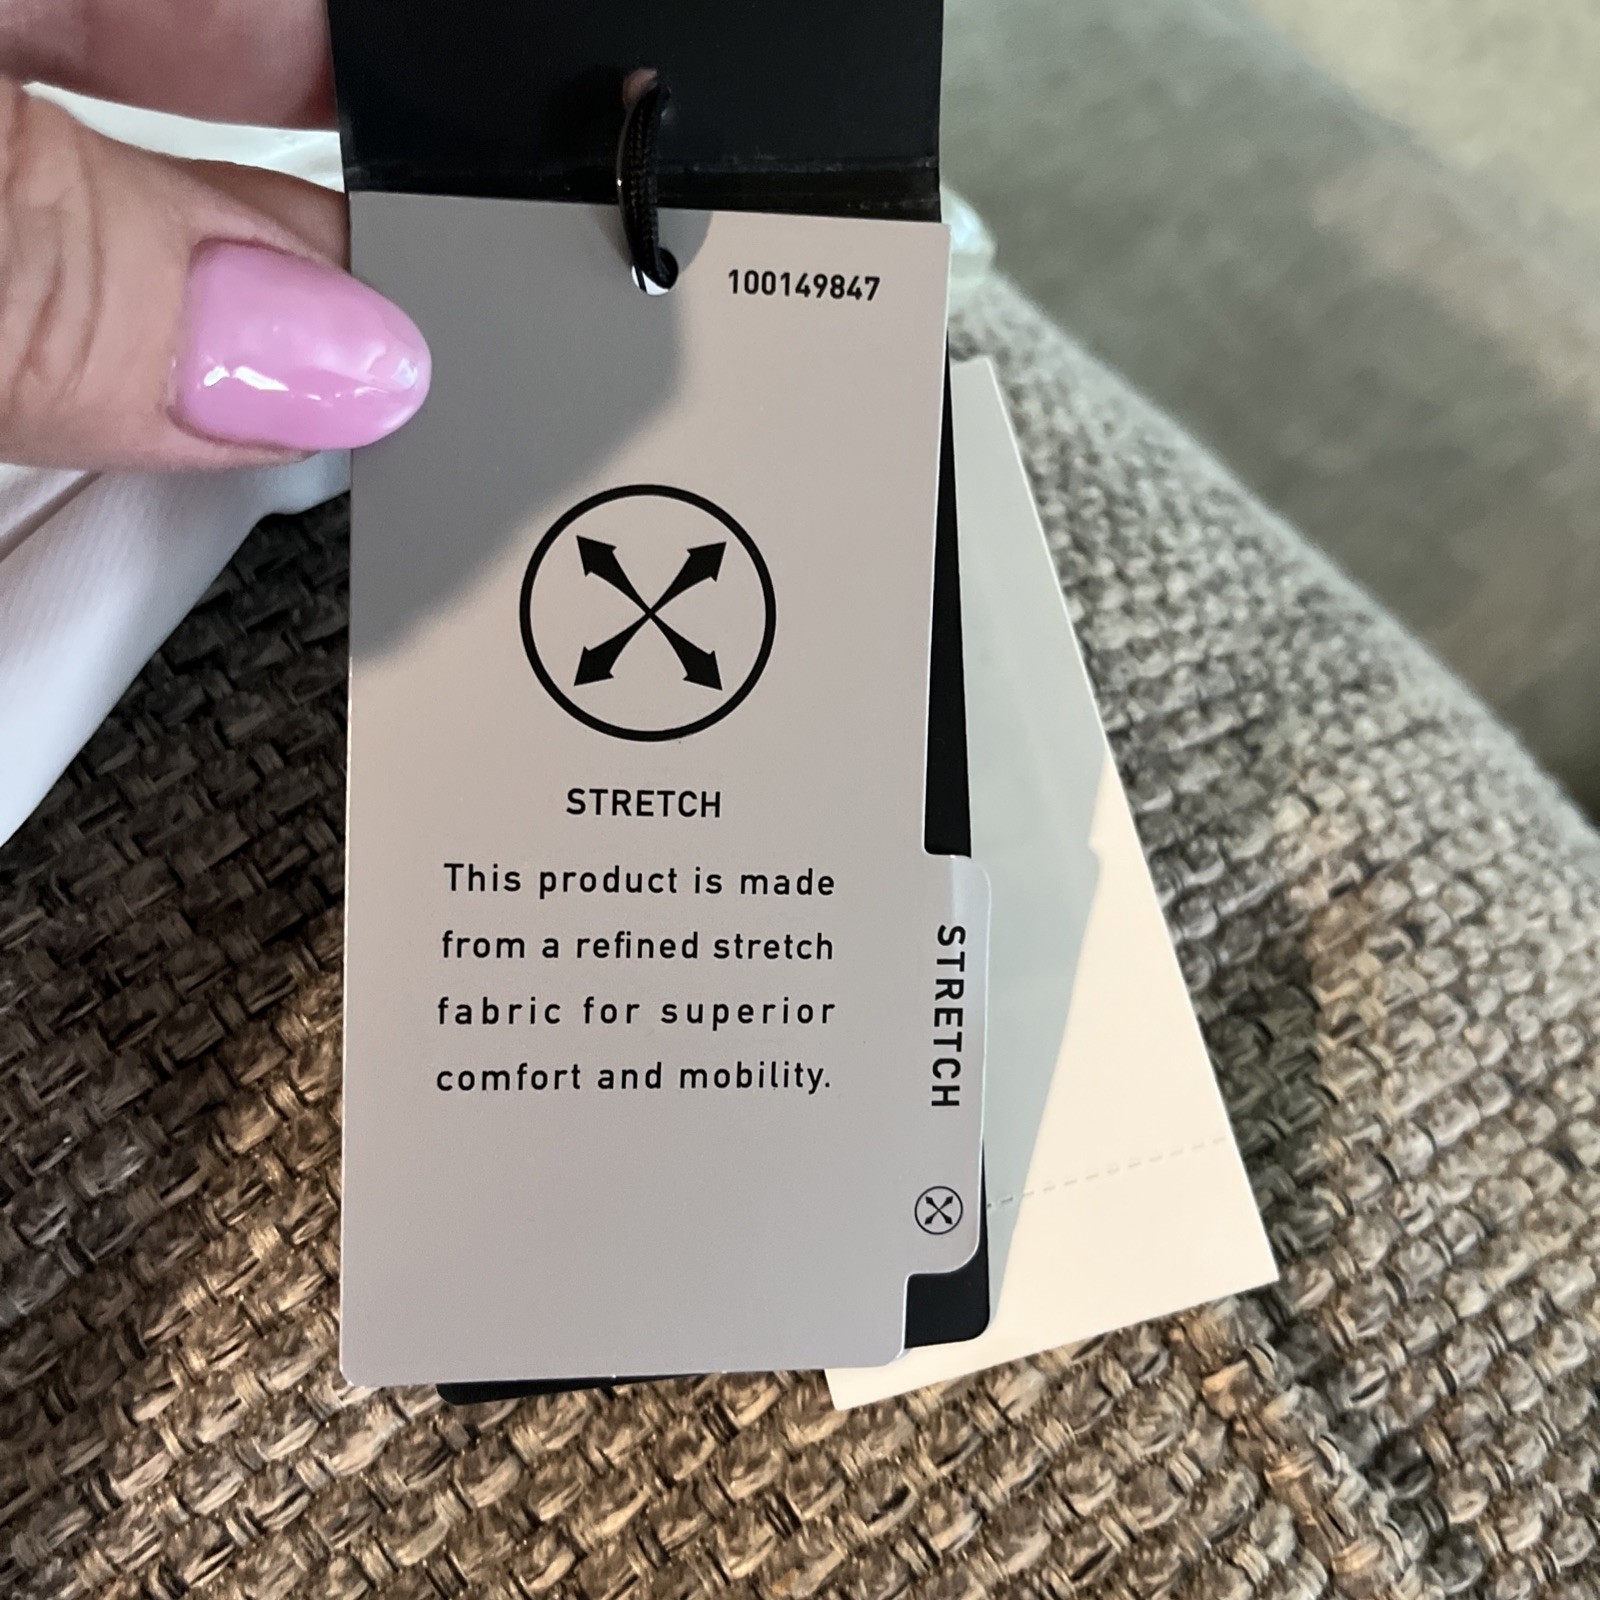 100149847
STRETCH
This product is made
from a refined stretch
fabric for superior
comfort and mobility.
STRETCH